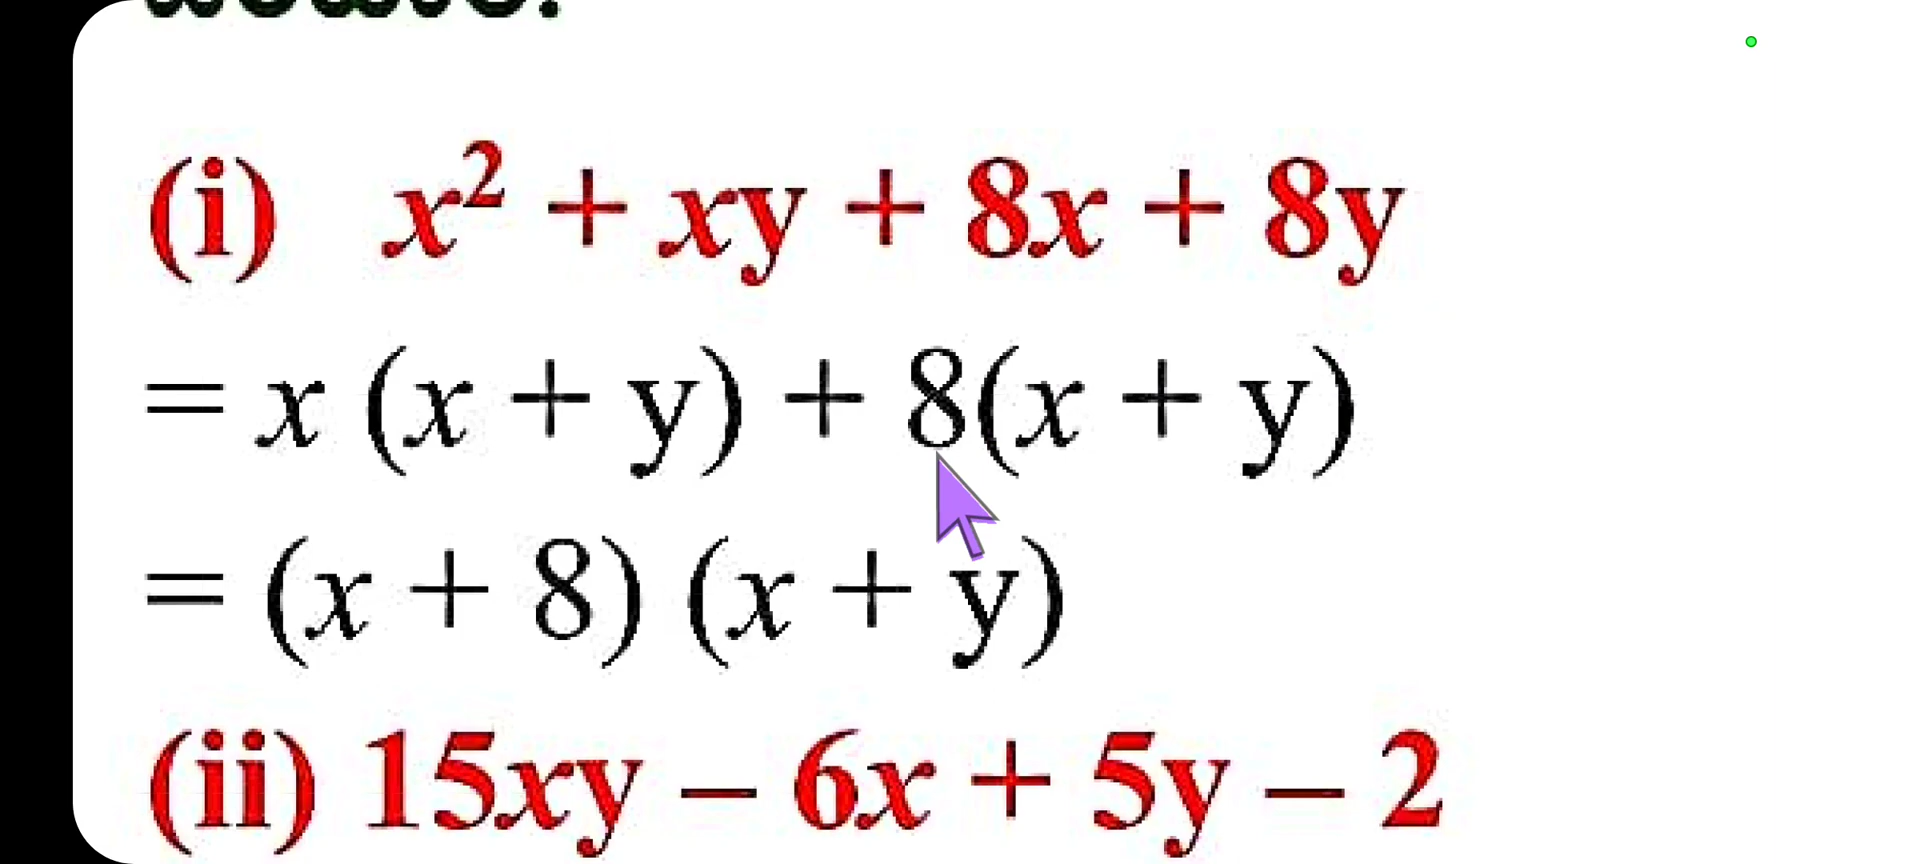 (i) x² + xy + 8x + 8y
= x (x + y) + 8(x + y)
= (x + 8) (x + y)
(ii) 15xy – 6x + 5y – 2